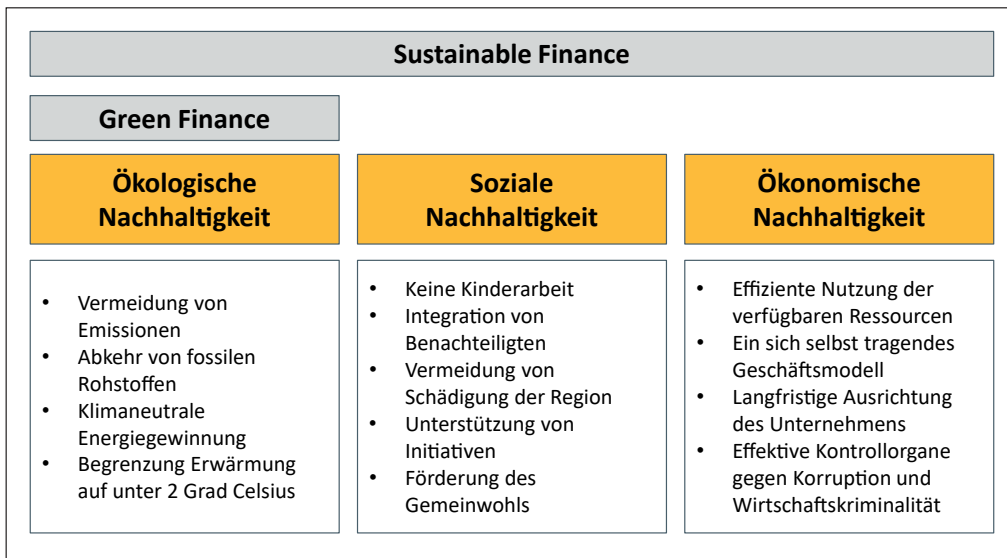 Sustainable Finance
Green Finance
Ökologische
Nachhaltigkeit
Soziale
Nachhaltigkeit
Ökonomische
Nachhaltigkeit
• Vermeidung von
Emissionen
• Abkehr von fossilen
Rohstoffen
• Klimaneutrale
Energiegewinnung
• Begrenzung Erwärmung
auf unter 2 Grad Celsius
• Keine Kinderarbeit
• Integration von
Benachteiligten
• Vermeidung von
Schädigung der Region
• Unterstützung von
Initiativen
• Förderung des
Gemeinwohls
• Effiziente Nutzung der
verfügbaren Ressourcen
• Ein sich selbst tragendes
Geschäftsmodell
• Langfristige Ausrichtung
des Unternehmens
• Effektive Kontrollorgane
gegen Korruption und
Wirtschaftskriminalität